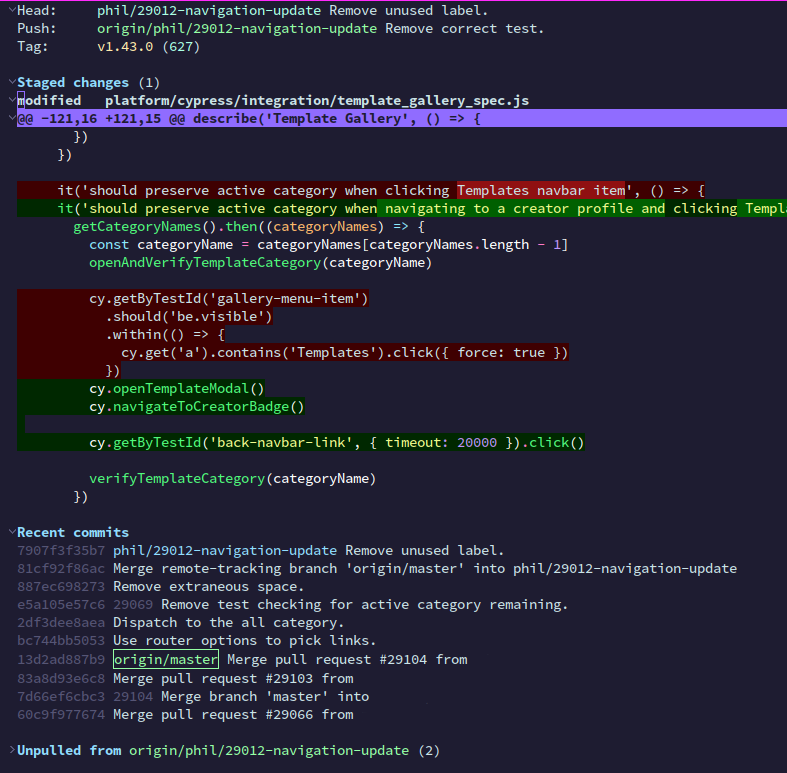 Head: phil/29012-navigation-update Remove unused label.
Push: origin/phil/29012-navigation-update Remove correct test.
Tag: v1.43.0 (627)
Staged changes (1)
modified platform/cypress/integration/template_gallery_spec.js
@@ -121,16 +121,15 @@ describe('Template Gallery', () => {
})
})
it('should preserve active category when clicking Templates navbar item', () => {
it('should preserve active category when navigating to a creator profile and clicking Templ
getCategoryNames().then((categoryNames) => {
const categoryName = categoryNames[categoryNames.length - 1]
openAndVerifyTemplateCategory(categoryName)
cy.getByTestId('gallery-menu-item')
.should('be.visible')
.within(() => {
cy.get('a').contains('Templates').click({ force: true })
})
cy.openTemplateModal()
cy.navigateToCreatorBadge()
cy.getByTestId('back-navbar-link', { timeout: 20000 }).click()
verifyTemplateCategory(categoryName)
})
Recent commits
7907f3f35b7 phil/29012-navigation-update Remove unused label.
81cf92f86ac Merge remote-tracking branch 'origin/master' into phil/29012-navigation-update
887ec698273 Remove extraneous space.
e5a105e57c6 29069 Remove test checking for active category remaining.
2df3dee8aea Dispatch to the all category.
bc744bb5053 Use router options to pick links.
13d2ad887b9 origin/master Merge pull request #29104 from
83a8d93e6c8 Merge pull request #29103 from
7d66ef6cbc3 29104 Merge branch 'master' into
60c9f977674 Merge pull request #29066 from
Unpulled from origin/phil/29012-navigation-update (2)